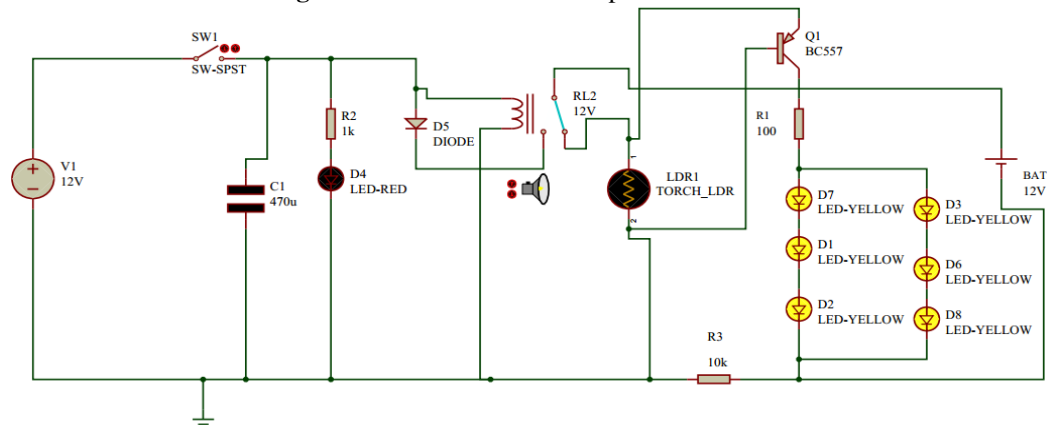 SW1
SW-SPST
V1
12V
C1
470u
R2
1k
D4
LED-RED
D5
DIODE
RL2
12V
1
LDR1
TORCH_LDR
2
Q1
BC557
R1
100
D7
LED-YELLOW
D1
LED-YELLOW
D2
LED-YELLOW
D3
LED-YELLOW
D6
LED-YELLOW
D8
LED-YELLOW
BAT
12V
R3
10k